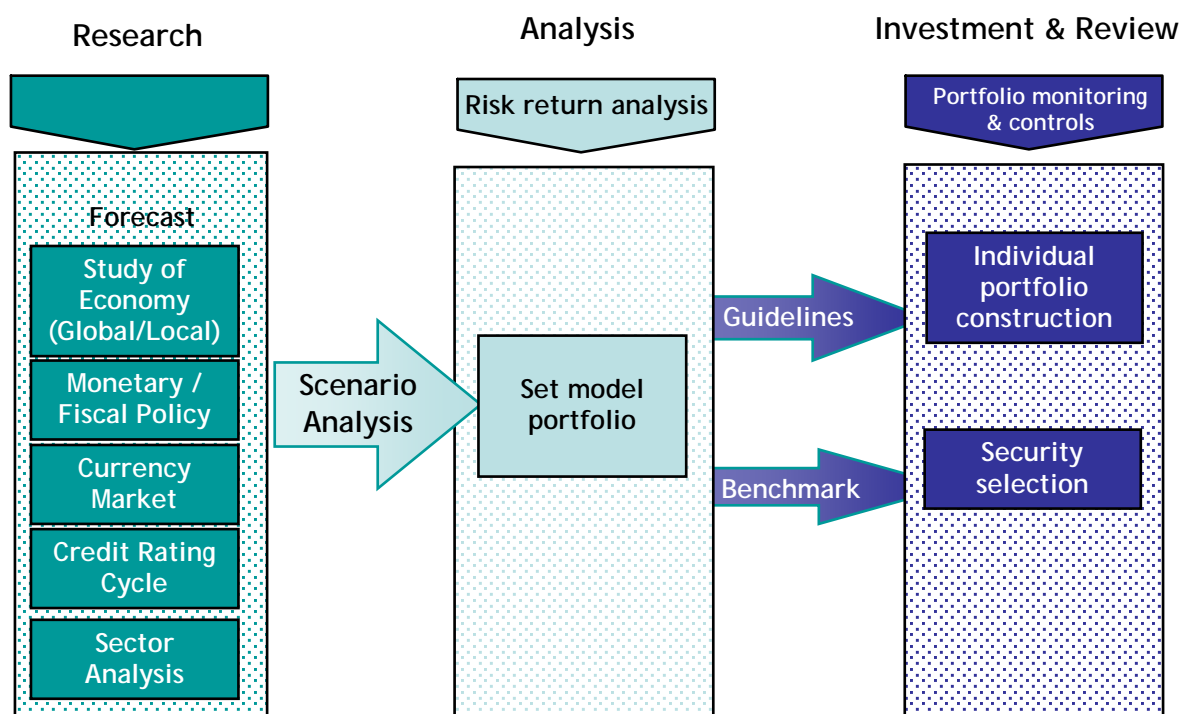 Research
Analysis
Investment & Review
Risk return analysis
Portfolio monitoring
& controls
Forecast
Study of
Economy
(Global/Local)
Monetary /
Fiscal Policy
Currency
Market
Credit Rating
Cycle
Sector
Analysis
Scenario
Analysis
Set model
portfolio
Guidelines
Benchmark
Individual
portfolio
construction
Security
selection